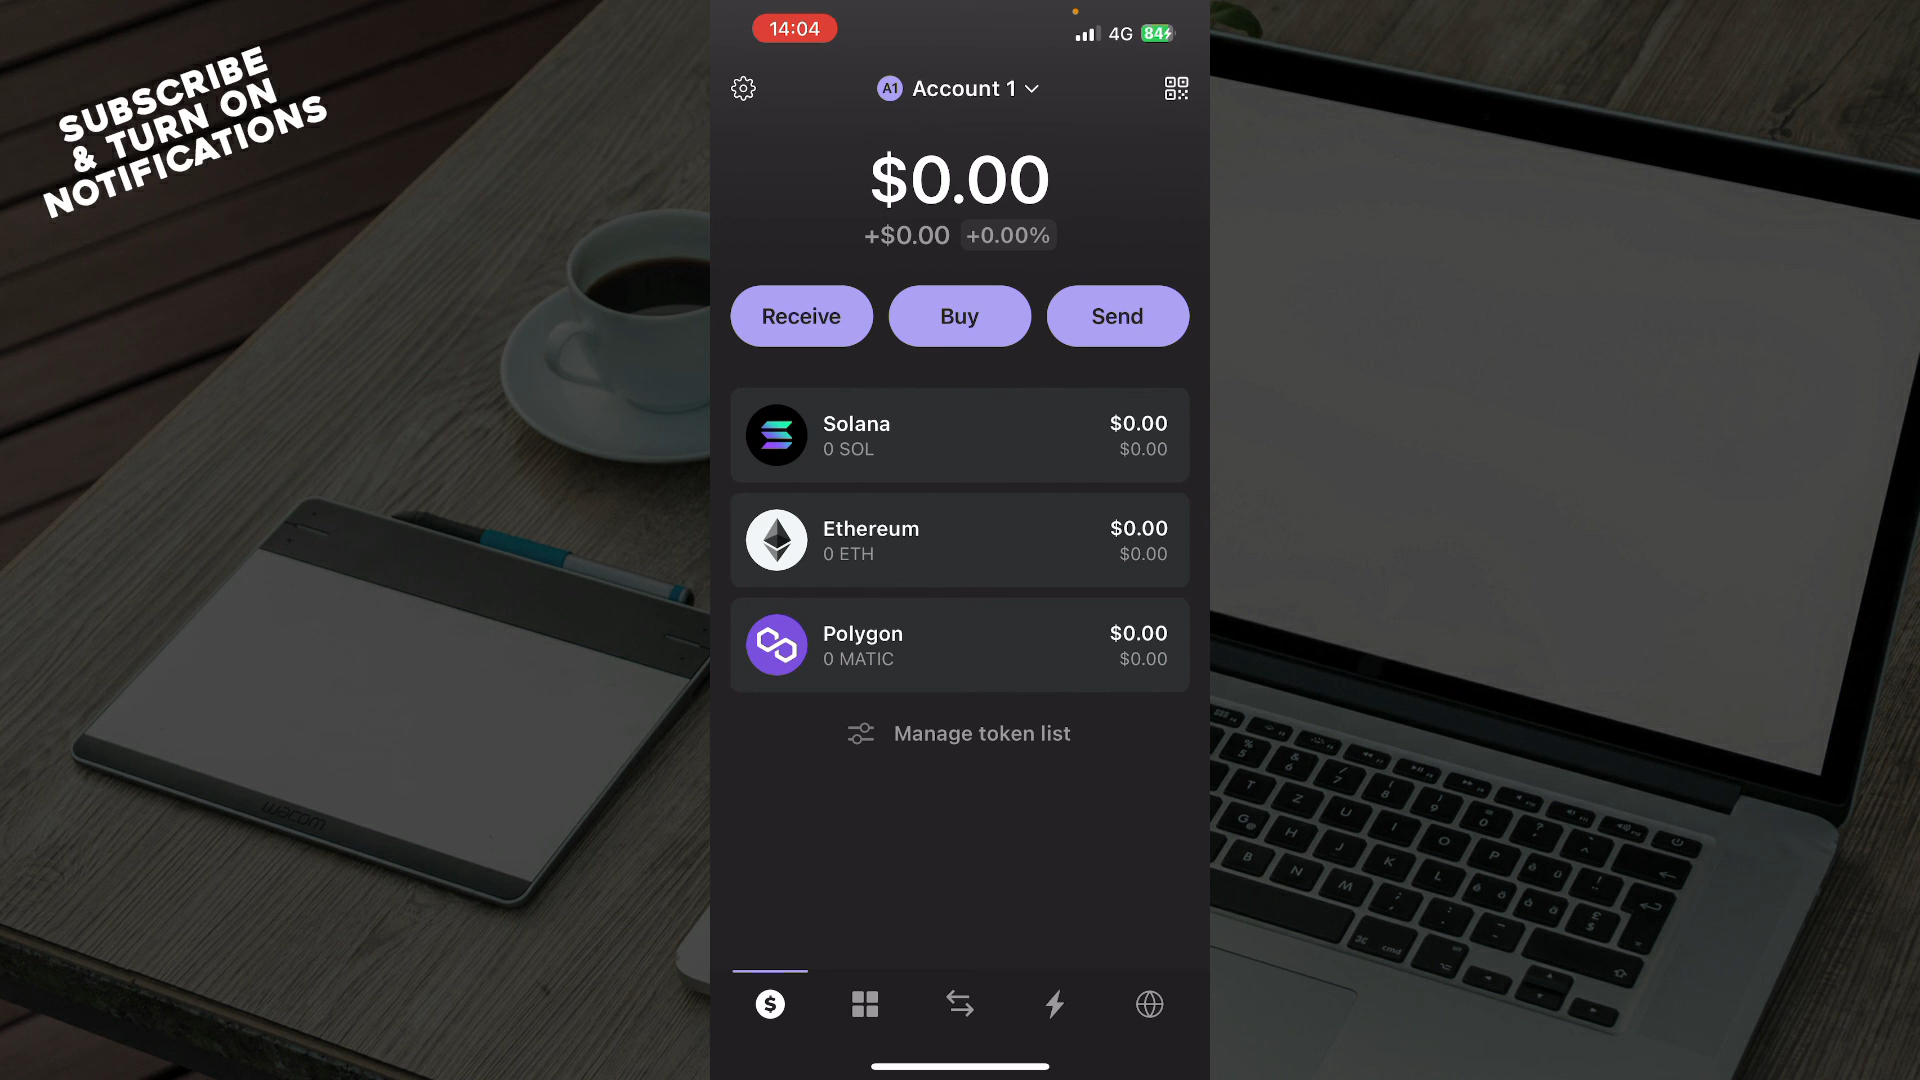 SUBSCRIBE
& TURN ON
NOTIFICATIONS
14:04
4G 84
A1 Account 1
$0.00
+$0.00 +0.00%
Receive Buy Send
Solana $0.00
0 SOL $0.00
Ethereum $0.00
0 ETH $0.00
Polygon $0.00
0 MATIC $0.00
Manage token list
wacom